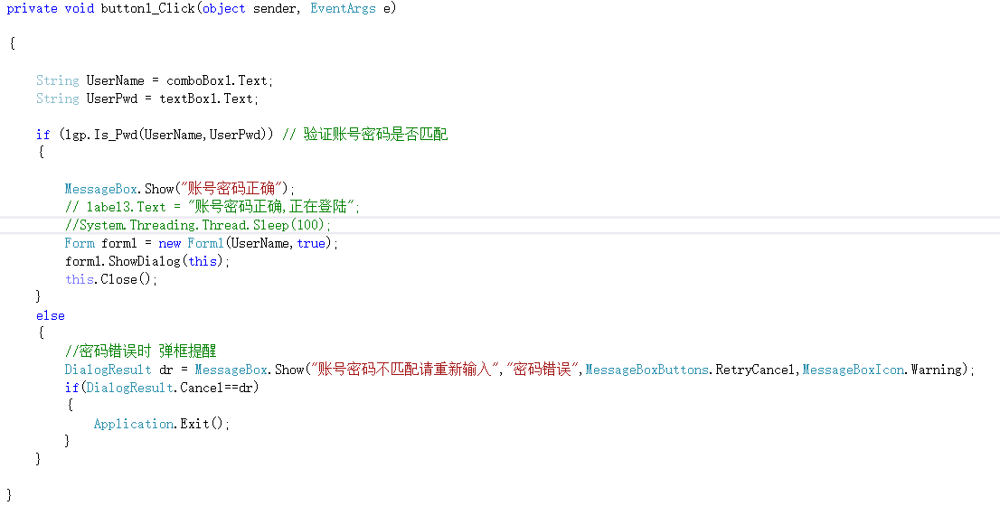 private void button1_Click(object sender, EventArgs e)
{
String UserName = comboBox1.Text;
String UserPwd = textBox1.Text;
if (lgp.Is_Pwd(UserName,UserPwd)) // 验证账号密码是否匹配
{
MessageBox.Show("账号密码正确");
// label3.Text = "账号密码正确,正在登陆";
//System.Threading.Thread.Sleep(100);
Form form1 = new Form1(UserName,true);
form1.ShowDialog(this);
this.Close();
}
else
{
//密码错误时 弹框提醒
DialogResult dr = MessageBox.Show("账号密码不匹配请重新输入","密码错误",MessageBoxButtons.RetryCancel,MessageBoxIcon.Warning);
if(DialogResult.Cancel==dr)
{
Application.Exit();
}
}
}